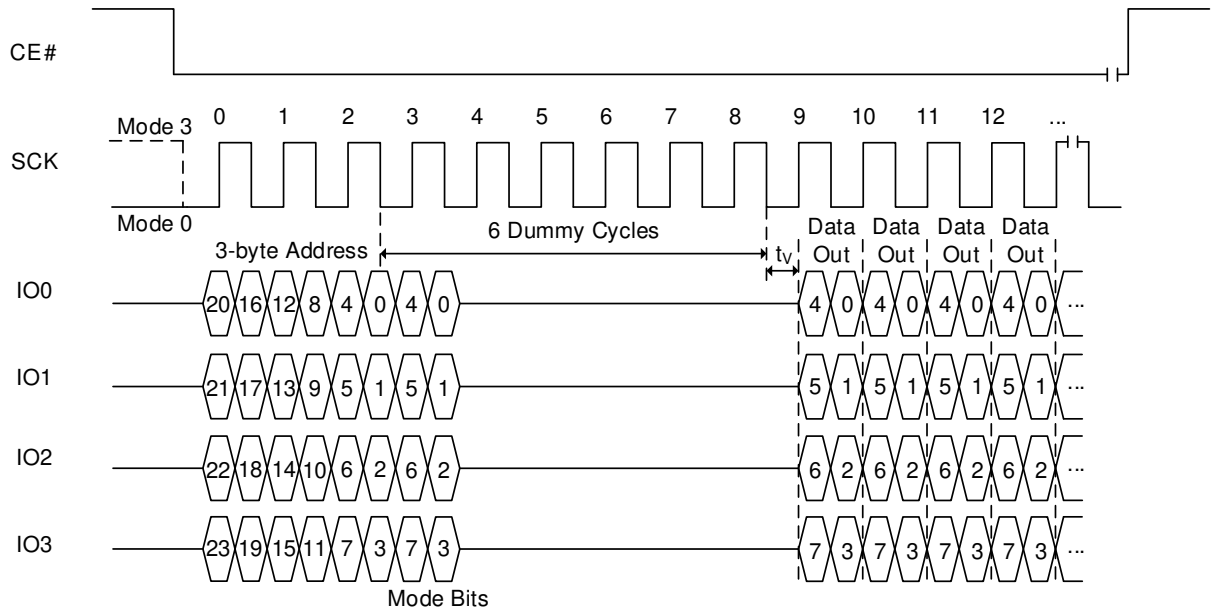 CE#
0 1 2 3 4 5 6 7 8 9 10 11 12 ...
Mode 3
SCK
Mode 0
6 Dummy Cycles
Data Data Data Data
3-byte Address tV Out Out Out Out
IO0 20 16 12 8 4 0 4 0 4 0 4 0 4 0 4 0 ...
IO1 21 17 13 9 5 1 5 1 5 1 5 1 5 1 5 1 ...
IO2 22 18 14 10 6 2 6 2 6 2 6 2 6 2 6 2 ...
IO3 23 19 15 11 7 3 7 3 7 3 7 3 7 3 7 3 ...
Mode Bits